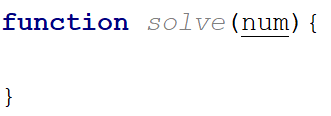 function solve(num){
}